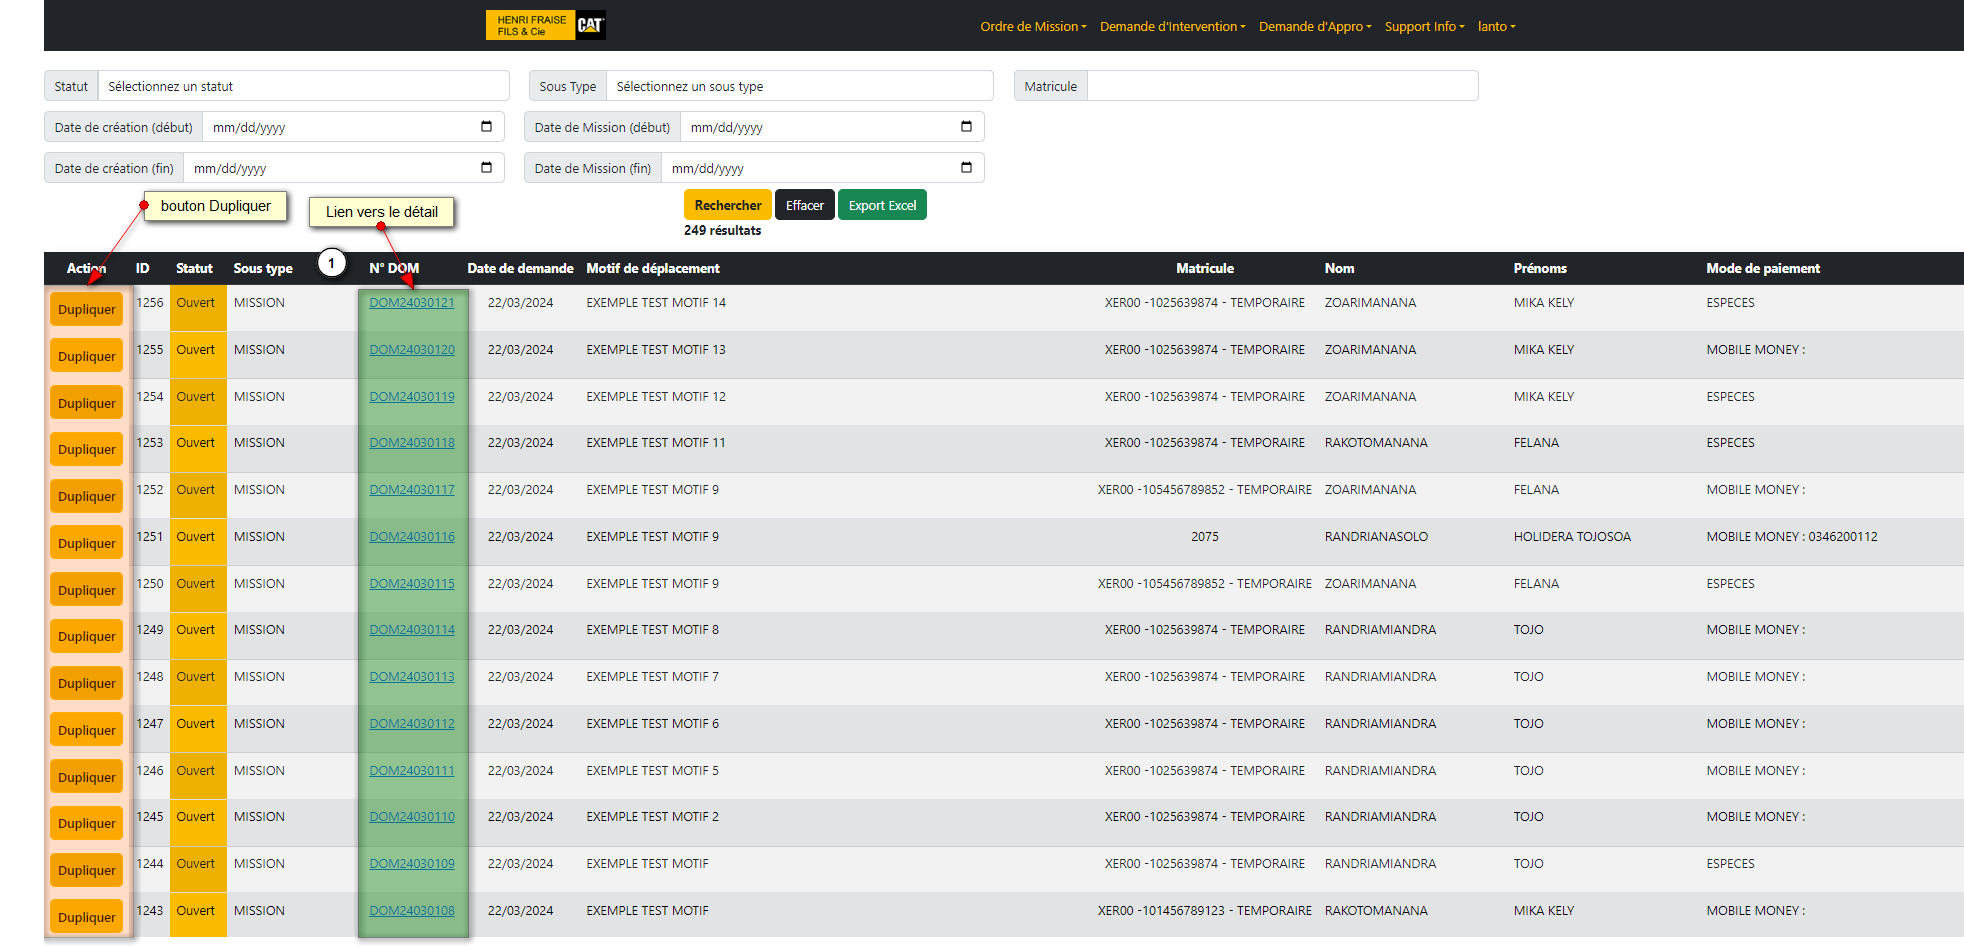 HENRI FRAISE
FILS & Cie
CAT
Ordre de Mission Demande d'Intervention Demande d'Appro Support Info lanto
Statut Sélectionnez un statut Sous Type Sélectionnez un sous type Matricule
Date de création (début) mm/dd/yyyy Date de Mission (début) mm/dd/yyyy
Date de création (fin) mm/dd/yyyy Date de Mission (fin) mm/dd/yyyy
bouton Dupliquer Lien vers le détail Rechercher Effacer Export Excel
249 résultats
Action ID Statut Sous type 1 N° DOM Date de demande Motif de déplacement Matricule Nom Prénoms Mode de paiement
Dupliquer 1256 Ouvert MISSION DOM24030121 22/03/2024 EXEMPLE TEST MOTIF 14 XER00 -1025639874 - TEMPORAIRE ZOARIMANANA MIKA KELY ESPECES
Dupliquer 1255 Ouvert MISSION DOM24030120 22/03/2024 EXEMPLE TEST MOTIF 13 XER00 -1025639874 - TEMPORAIRE ZOARIMANANA MIKA KELY MOBILE MONEY :
Dupliquer 1254 Ouvert MISSION DOM24030119 22/03/2024 EXEMPLE TEST MOTIF 12 XER00 -1025639874 - TEMPORAIRE ZOARIMANANA MIKA KELY ESPECES
Dupliquer 1253 Ouvert MISSION DOM24030118 22/03/2024 EXEMPLE TEST MOTIF 11 XER00 -1025639874 - TEMPORAIRE RAKOTOMANANA FELANA ESPECES
Dupliquer 1252 Ouvert MISSION DOM24030117 22/03/2024 EXEMPLE TEST MOTIF 9 XER00 -105456789852 - TEMPORAIRE ZOARIMANANA FELANA MOBILE MONEY :
Dupliquer 1251 Ouvert MISSION DOM24030116 22/03/2024 EXEMPLE TEST MOTIF 9 2075 RANDRIANASOLO HOLIDERA TOJOSOA MOBILE MONEY : 0346200112
Dupliquer 1250 Ouvert MISSION DOM24030115 22/03/2024 EXEMPLE TEST MOTIF 9 XER00 -105456789852 - TEMPORAIRE ZOARIMANANA FELANA ESPECES
Dupliquer 1249 Ouvert MISSION DOM24030114 22/03/2024 EXEMPLE TEST MOTIF 8 XER00 -1025639874 - TEMPORAIRE RANDRIAMIANDRA TOJO MOBILE MONEY :
Dupliquer 1248 Ouvert MISSION DOM24030113 22/03/2024 EXEMPLE TEST MOTIF 7 XER00 -1025639874 - TEMPORAIRE RANDRIAMIANDRA TOJO MOBILE MONEY :
Dupliquer 1247 Ouvert MISSION DOM24030112 22/03/2024 EXEMPLE TEST MOTIF 6 XER00 -1025639874 - TEMPORAIRE RANDRIAMIANDRA TOJO MOBILE MONEY :
Dupliquer 1246 Ouvert MISSION DOM24030111 22/03/2024 EXEMPLE TEST MOTIF 5 XER00 -1025639874 - TEMPORAIRE RANDRIAMIANDRA TOJO MOBILE MONEY :
Dupliquer 1245 Ouvert MISSION DOM24030110 22/03/2024 EXEMPLE TEST MOTIF 2 XER00 -1025639874 - TEMPORAIRE RANDRIAMIANDRA TOJO MOBILE MONEY :
Dupliquer 1244 Ouvert MISSION DOM24030109 22/03/2024 EXEMPLE TEST MOTIF XER00 -1025639874 - TEMPORAIRE RANDRIAMIANDRA TOJO ESPECES
Dupliquer 1243 Ouvert MISSION DOM24030108 22/03/2024 EXEMPLE TEST MOTIF XER00 -101456789123 - TEMPORAIRE RAKOTOMANANA MIKA KELY MOBILE MONEY :